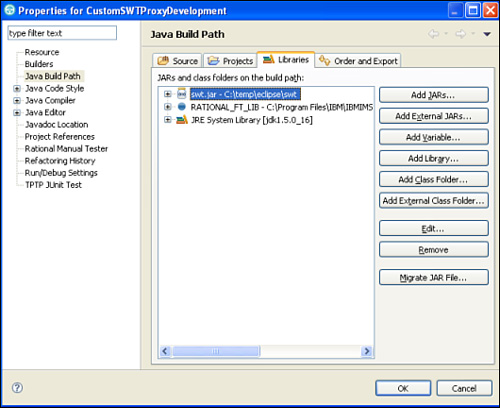 Properties for CustomSWTProxyDevelopment
type filter text
Resource
Builders
Java Build Path
Java Code Style
Java Compiler
Java Editor
Javadoc Location
Project References
Rational Manual Tester
Refactoring History
Run/Debug Settings
TPTP JUnit Test
Java Build Path
Source Projects Libraries Order and Export
JARs and class folders on the build path:
swt.jar - C:\temp\eclipse\swt
RATIONAL_FT_LIB - C:\Program Files\IBM\IBMIMS
JRE System Library [jdk1.5.0_16]
Add JARs...
Add External JARs...
Add Variable...
Add Library...
Add Class Folder...
Add External Class Folder...
Edit...
Remove
Migrate JAR File...
? OK Cancel